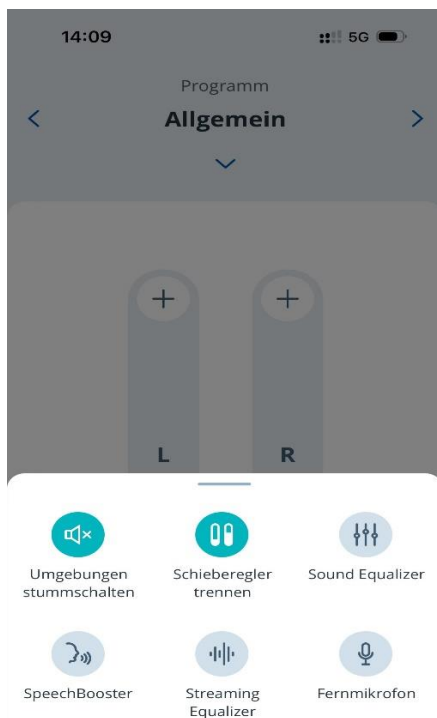 14:09
5G
Programm
Allgemein
L R
Umgebungen stummschalten
Schieberegler trennen
Sound Equalizer
SpeechBooster
Streaming Equalizer
Fernmikrofon